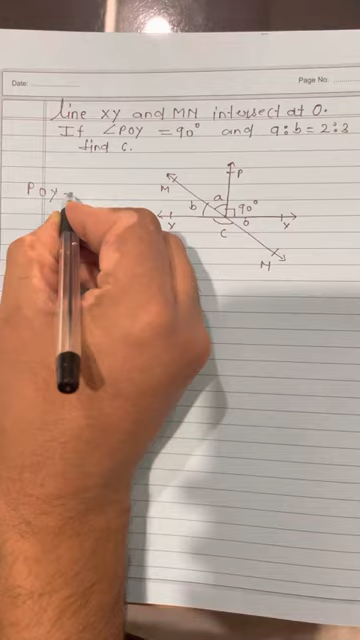 Date:
Page No.:
Line XY and MN intersect at O.
If ∠POY = 90° and a:b=2:3
find c.
P
M
a
b
90°
X
O
X
C
N
POY =